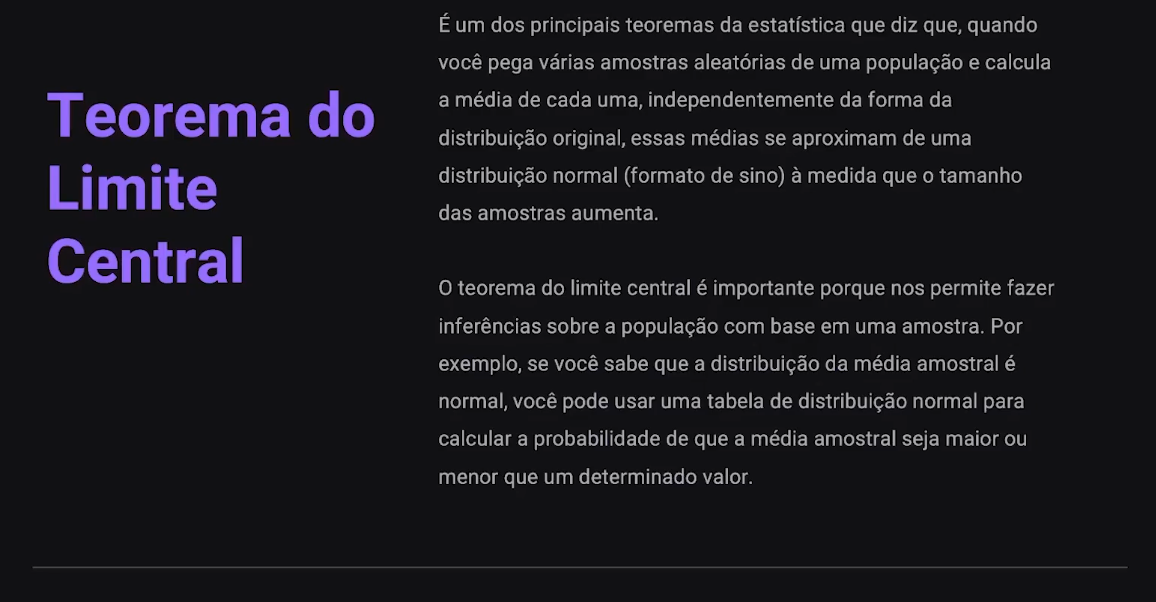 Teorema do
Limite
Central
É um dos principais teoremas da estatística que diz que, quando
você pega várias amostras aleatórias de uma população e calcula
a média de cada uma, independentemente da forma da
distribuição original, essas médias se aproximam de uma
distribuição normal (formato de sino) à medida que o tamanho
das amostras aumenta.
O teorema do limite central é importante porque nos permite fazer
inferências sobre a população com base em uma amostra. Por
exemplo, se você sabe que a distribuição da média amostral é
normal, você pode usar uma tabela de distribuição normal para
calcular a probabilidade de que a média amostral seja maior ou
menor que um determinado valor.